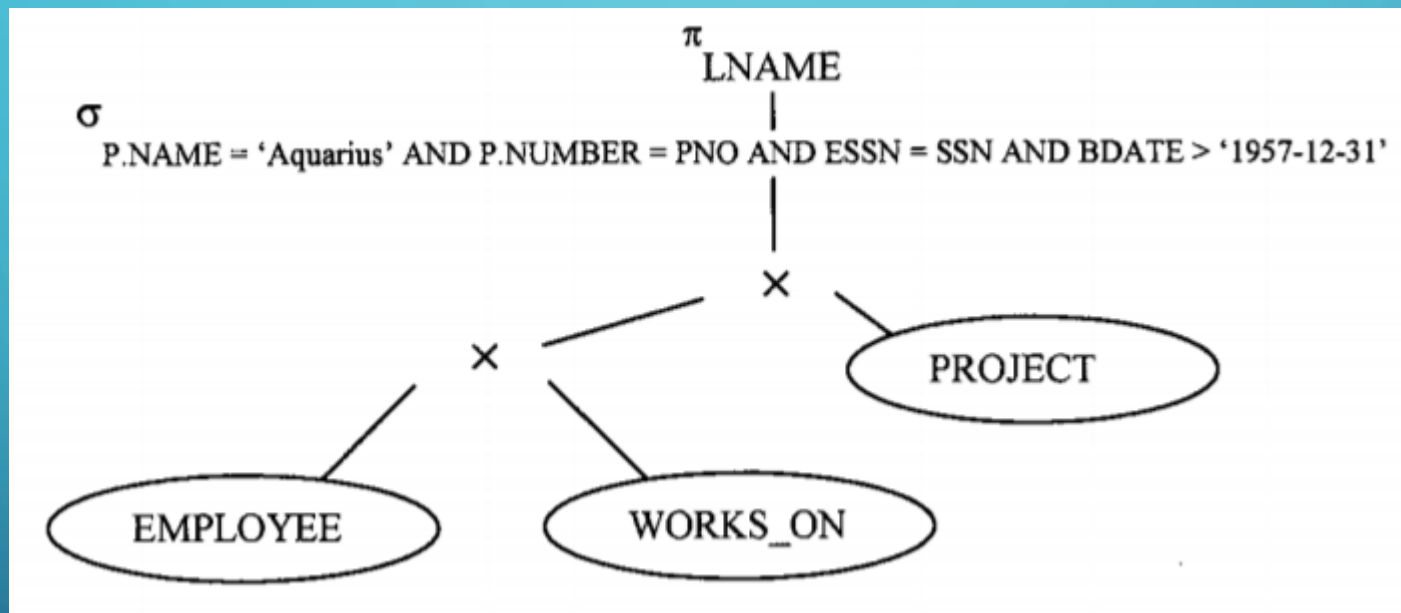 π
LNAME
σ
P.NAME = ‘Aquarius’ AND P.NUMBER = PNO AND ESSN = SSN AND BDATE > ‘1957-12-31’
×
×
PROJECT
EMPLOYEE
WORKS_ON